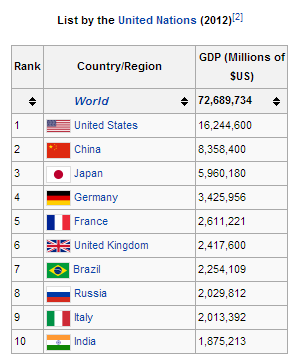 List by the United Nations (2012)[2]
Rank Country/Region GDP (Millions of $US)
World 72,689,734
1 United States 16,244,600
2 China 8,358,400
3 Japan 5,960,180
4 Germany 3,425,956
5 France 2,611,221
6 United Kingdom 2,417,600
7 Brazil 2,254,109
8 Russia 2,029,812
9 Italy 2,013,392
10 India 1,875,213